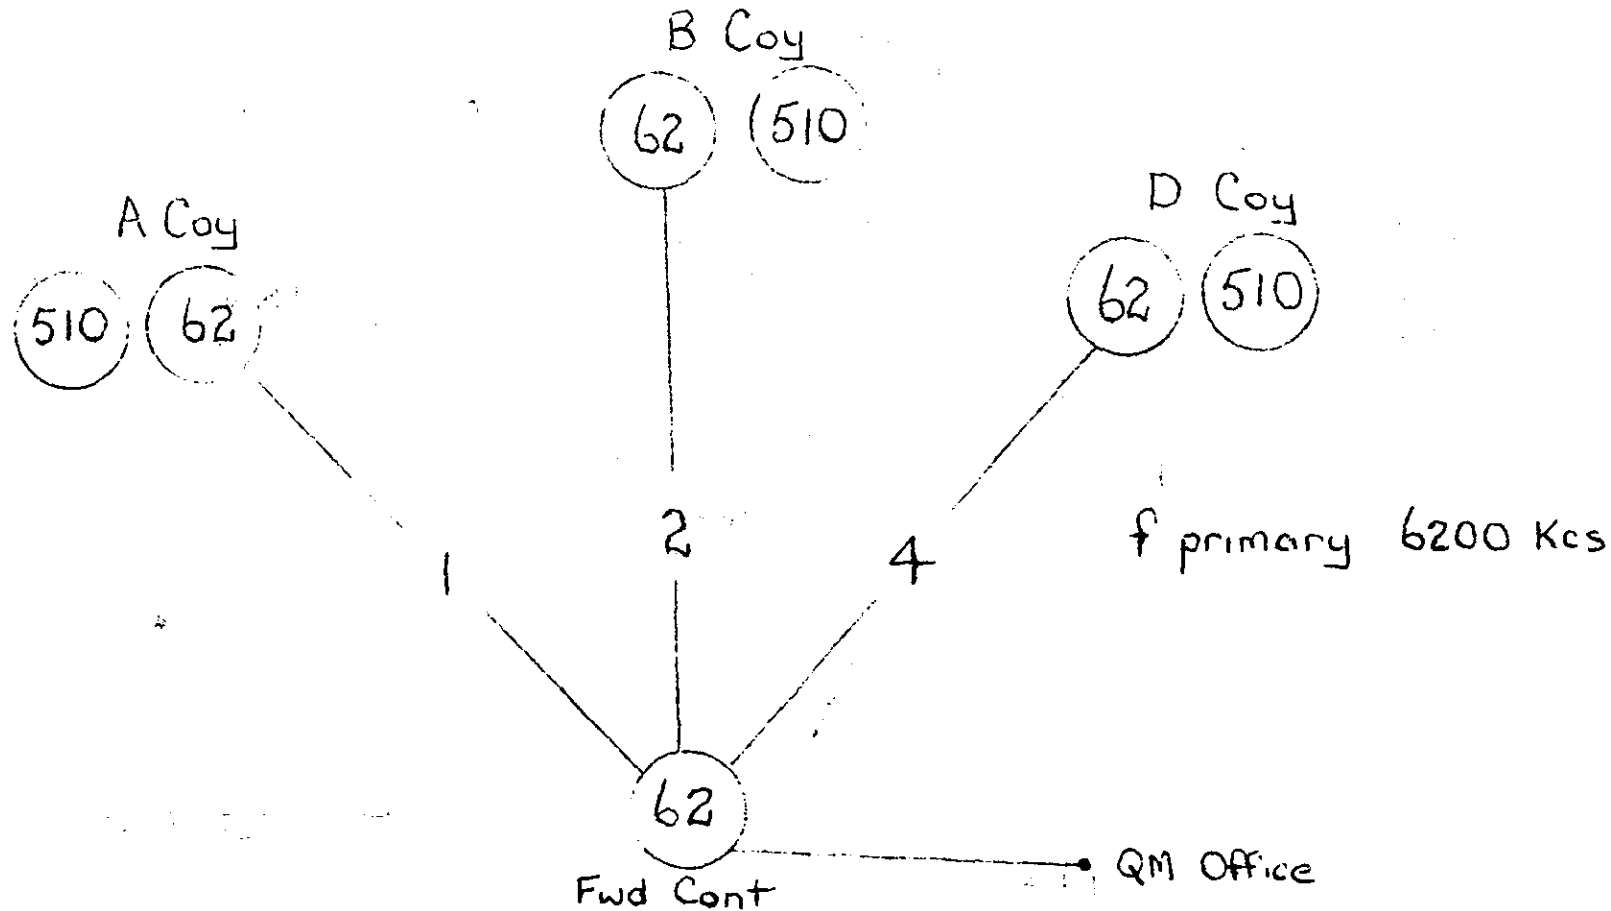 B Coy
62 510
A Coy
510 62
D Coy
62 510
1
2
4
f primary 6200 Kcs
62
Fwd Cont
QM Office